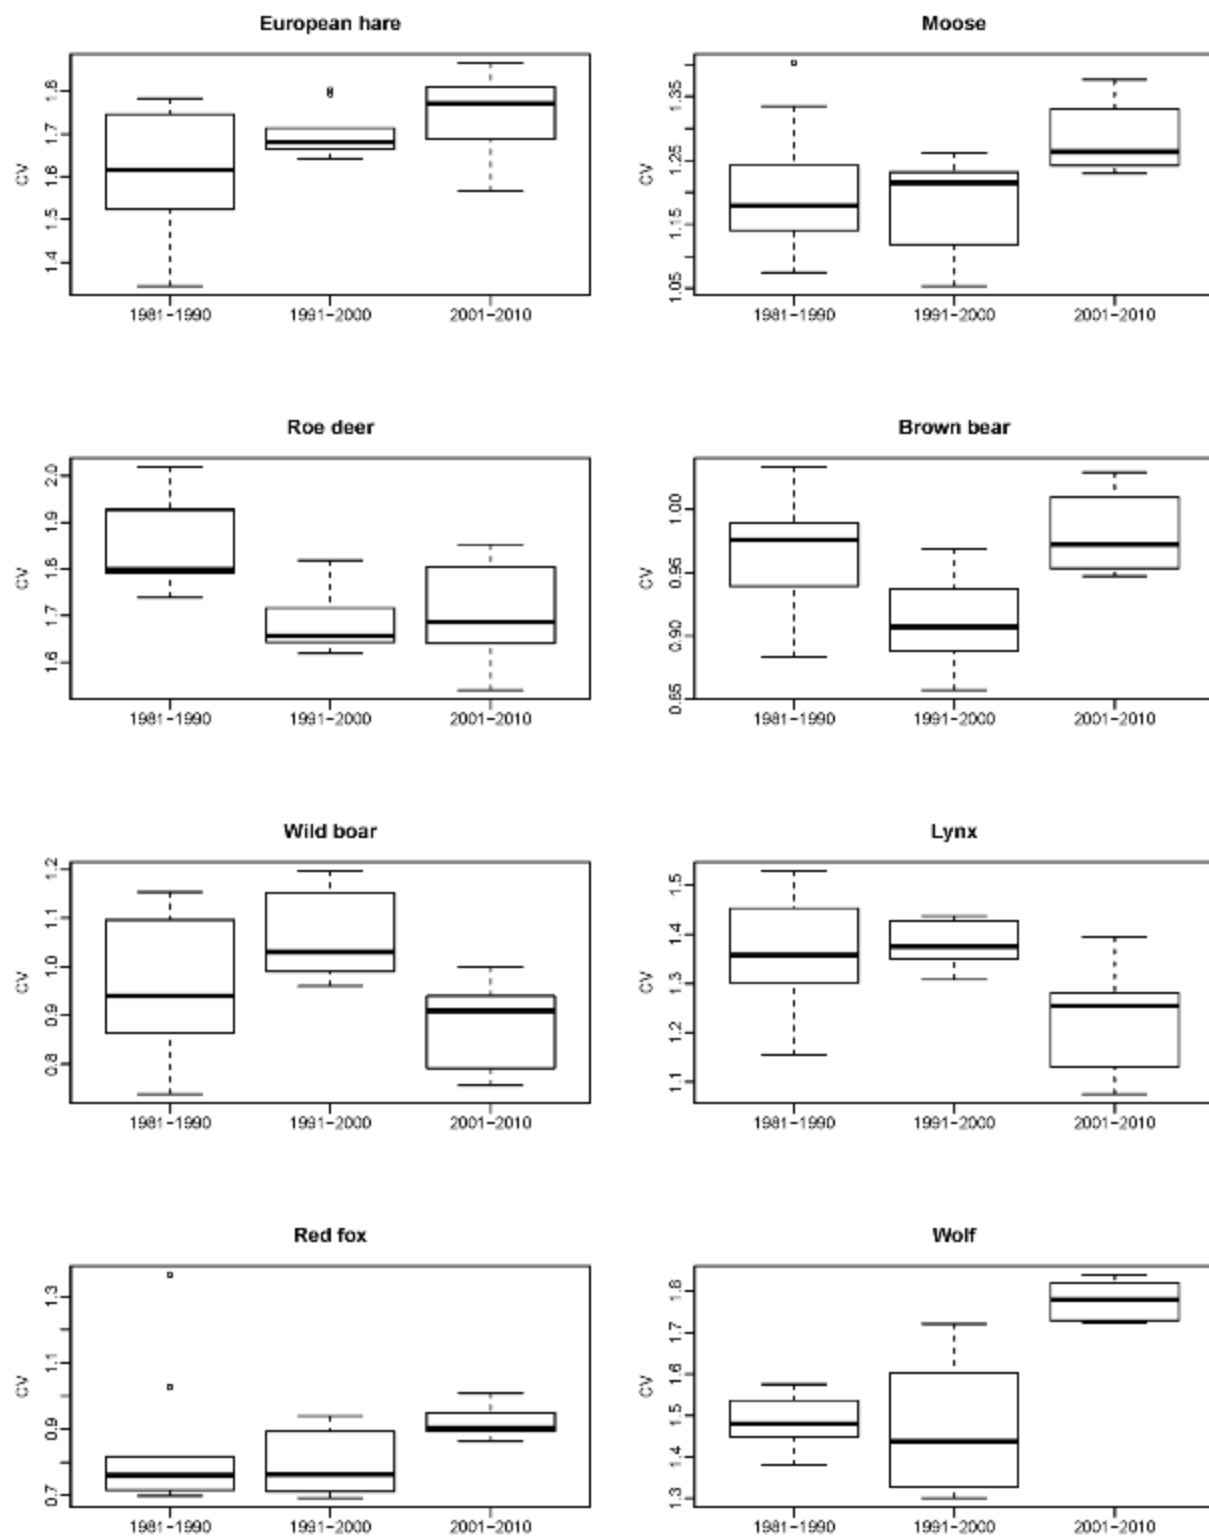 European hare
CV
1.4 1.5 1.6 1.7 1.8
1981-1990 1991-2000 2001-2010
Moose
CV
1.05 1.15 1.25 1.35
1981-1990 1991-2000 2001-2010
Roe deer
CV
1.6 1.7 1.8 1.9 2.0
1981-1990 1991-2000 2001-2010
Brown bear
CV
0.85 0.90 0.95 1.00
1981-1990 1991-2000 2001-2010
Wild boar
CV
0.8 0.9 1.0 1.1 1.2
1981-1990 1991-2000 2001-2010
Lynx
CV
1.1 1.2 1.3 1.4 1.5
1981-1990 1991-2000 2001-2010
Red fox
CV
0.7 0.9 1.1 1.3
1981-1990 1991-2000 2001-2010
Wolf
CV
1.3 1.4 1.5 1.6 1.7 1.8
1981-1990 1991-2000 2001-2010